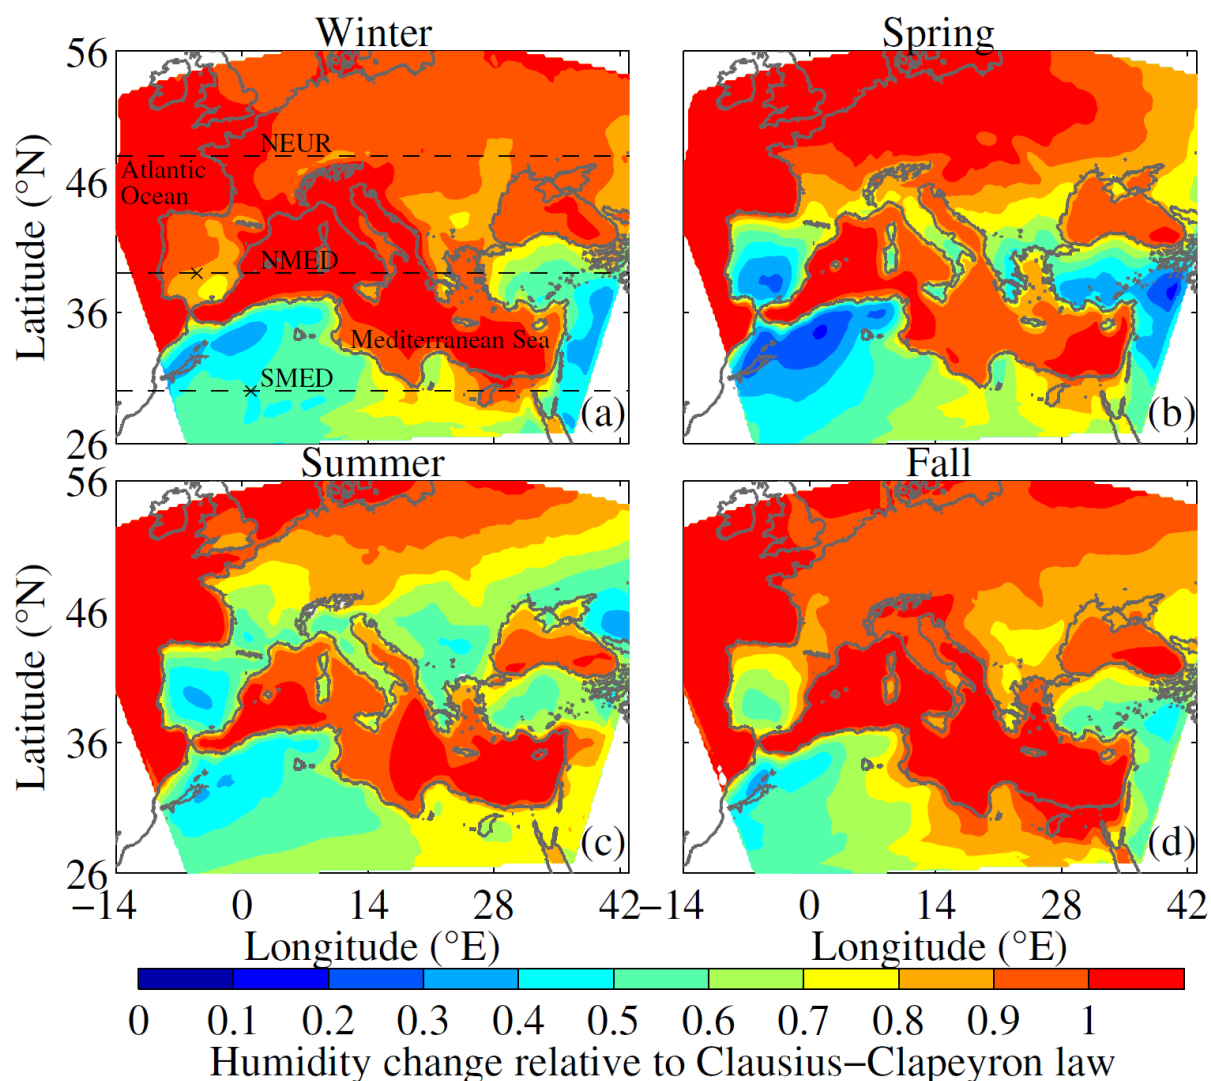 Winter
Spring
56
46
36
26
Latitude (°N)
NEUR
Atlantic
Ocean
NMED
Mediterranean Sea
SMED
(a)
(b)
Summer
Fall
56
46
36
26
Latitude (°N)
(c)
(d)
−14 0 14 28 42
−14 0 14 28 42
Longitude (°E)
Longitude (°E)
0 0.1 0.2 0.3 0.4 0.5 0.6 0.7 0.8 0.9 1
Humidity change relative to Clausius−Clapeyron law